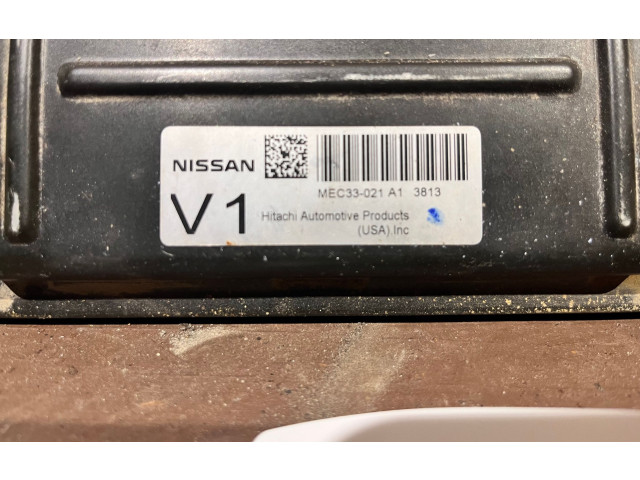 NISSAN
MEC33-021 A1 3813
V1
Hitachi Automotive Products
(USA),Inc